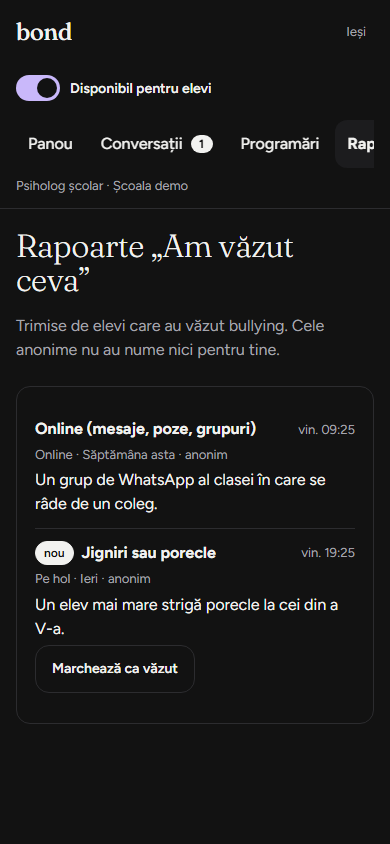 bond
Ieși
Disponibil pentru elevi
Panou
Conversații 1
Programări
Rap
Psiholog școlar · Școala demo
Rapoarte „Am văzut
ceva”
Trimise de elevi care au văzut bullying. Cele
anonime nu au nume nici pentru tine.
Online (mesaje, poze, grupuri)
vin. 09:25
Online · Săptămâna asta · anonim
Un grup de WhatsApp al clasei în care se
râde de un coleg.
nou Jigniri sau porecle
vin. 19:25
Pe hol · Ieri · anonim
Un elev mai mare strigă porecle la cei din a
V-a.
Marchează ca văzut